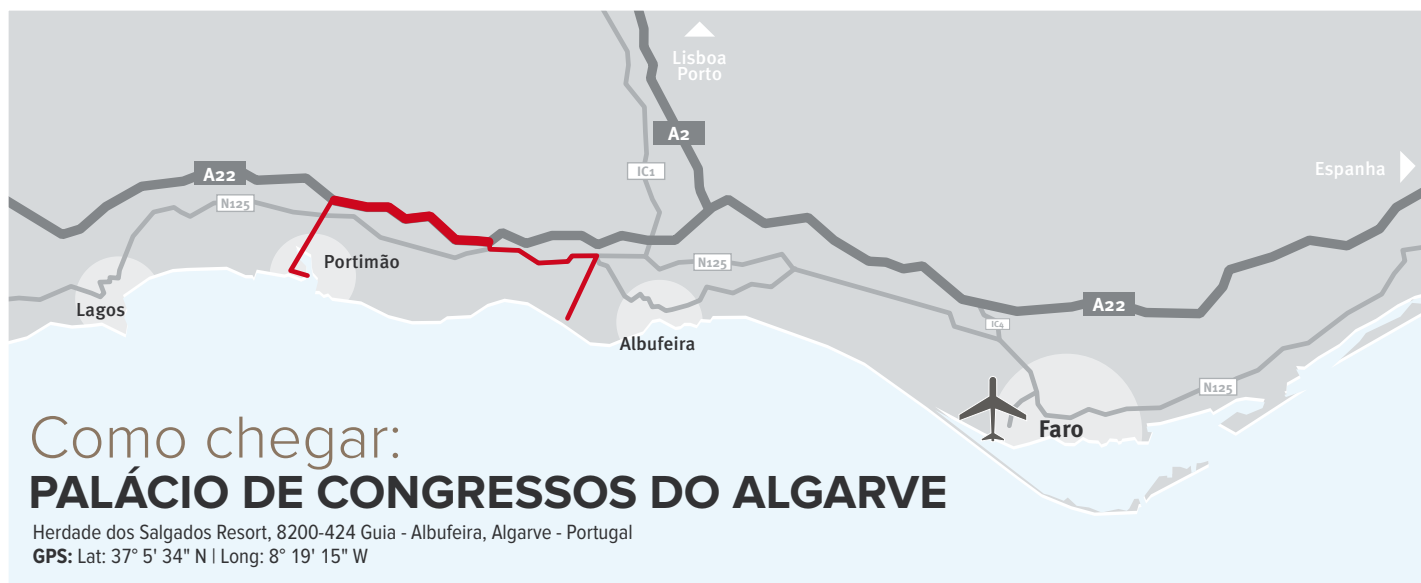 Lisboa
Porto
A2
IC1
Espanha
A22
N125
Portimão
N125
Lagos
A22
IC4
Albufeira
N125
Faro
Como chegar:
PALÁCIO DE CONGRESSOS DO ALGARVE
Herdade dos Salgados Resort, 8200-424 Guia - Albufeira, Algarve - Portugal
GPS: Lat: 37° 5' 34" N | Long: 8° 19' 15" W